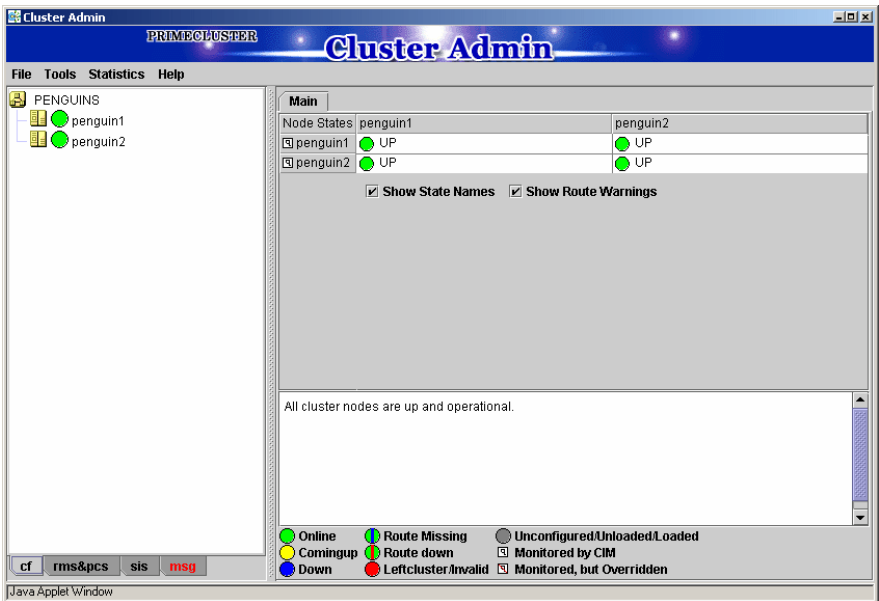 Cluster Admin
PRIMECLUSTER
Cluster Admin
File Tools Statistics Help
PENGUINS
penguin1
penguin2
Main
Node States penguin1 penguin2
penguin1 UP UP
penguin2 UP UP
Show State Names Show Route Warnings
All cluster nodes are up and operational.
Online Route Missing Unconfigured/Unloaded/Loaded
Comingup Route down Monitored by CIM
Down Leftcluster/Invalid Monitored, but Overridden
cf rms&pcs sis msg
Java Applet Window